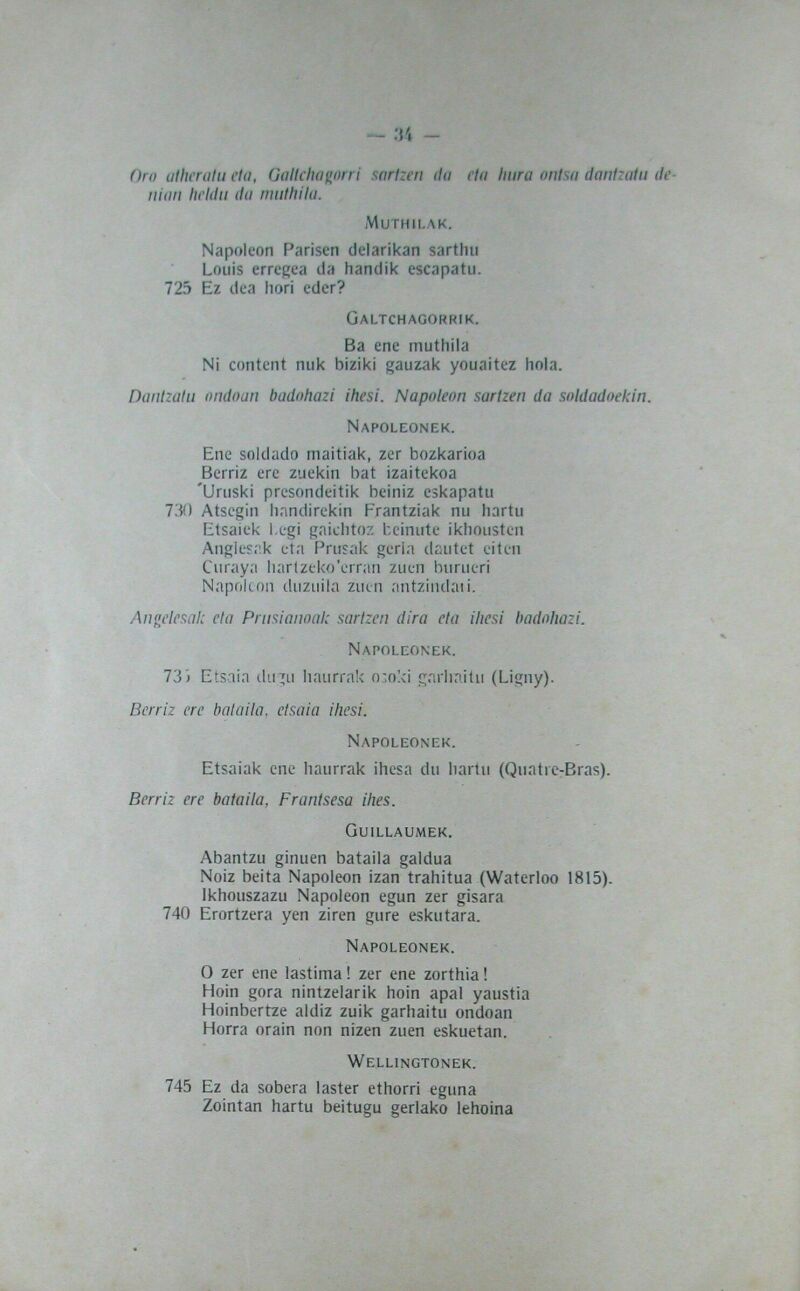 — 34 —
Oro atheratu eta, Galtchagorri sartzen da eta hura ontsa dantzatu de-
nian heldu da muthila.
MUTHILAK.
Napoleon Parisen delarikan sarthu
Louis erregea da handik escapatu.
725 Ez dea hori eder?
GALTCHAGORRIK.
Ba ene muthila
Ni content nuk biziki gauzak youaitez hola.
Dantzatu ondoan badohazi ihesi. Napoleon sartzen da soldadoekin.
NAPOLEONEK.
Ene soldado maitiak, zer bozkarioa
Berriz ere zuekin bat izaitekoa
Uruski presondeitik beiniz eskapatu
730 Atsegin handirekin Frantziak nu hartu
Etsaiek Legi gaichtoz beinute ikhousten
Anglesak eta Prusak gerla dautet eiten
Curaya hartzeko'erran zuen burueri
Napoleon duzuila zuen antzindari.
Angelesak eta Prusianoak sartzen dira eta ihesi badohazi.
NAPOLEONEK.
735 Etsaia dugu haurrak ozoki garhaitu (Ligny).
Berriz ere bataila, etsaia ihesi.
NAPOLEONEK.
Etsaiak ene haurrak ihesa du hartu (Quatre-Bras).
Berriz ere bataila, Frantsesa ihes.
GUILLAUMEK.
Abantzu ginuen bataila galdua
Noiz beita Napoleon izan trahitua (Waterloo 1815).
Ikhouszazu Napoleon egun zer gisara
740 Erortzera yen ziren gure eskutara.
NAPOLEONEK.
O zer ene lastima! zer ene zorthia!
Hoin gora nintzelarik hoin apal yaustia
Hoinbertze aldiz zuik garhaitu ondoan
Horra orain non nizen zuen eskuetan.
WELLINGTONEK.
745 Ez da sobera laster ethorri eguna
Zointan hartu beitugu gerlako lehoina